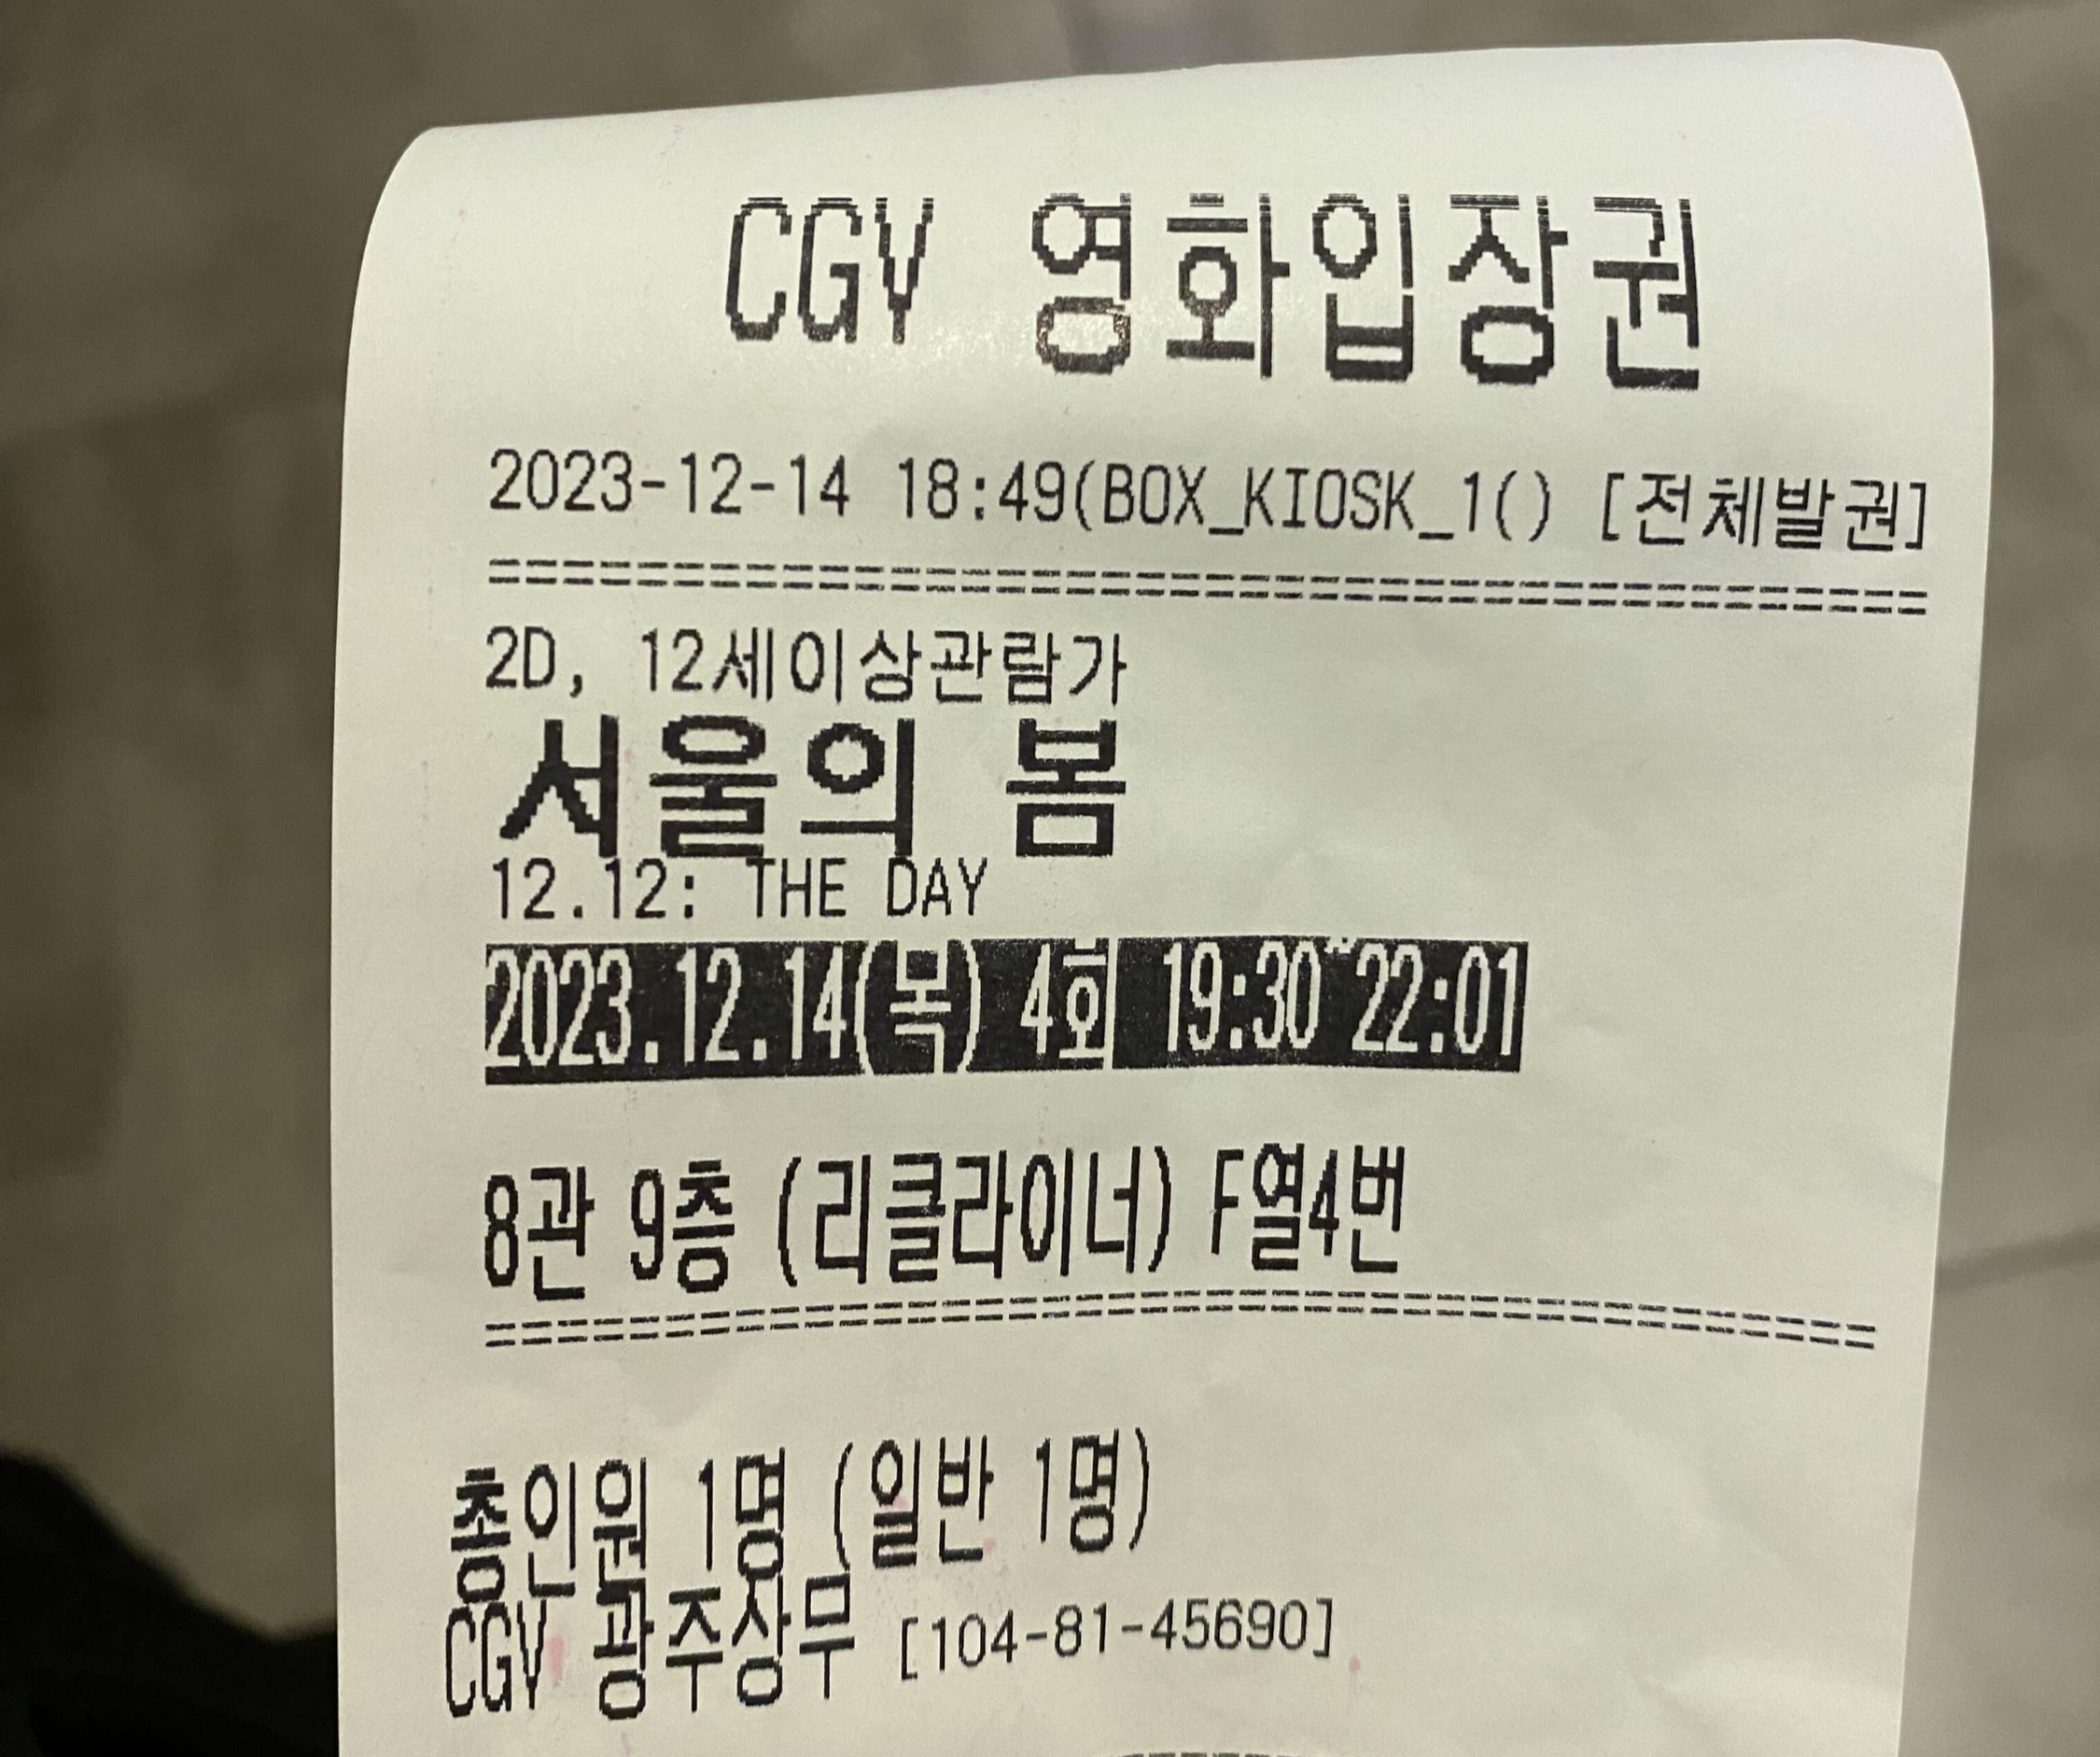 CGV 영화입장권
2023-12-14 18:49(BOX_KIOSK_1() [전체발권]
================================================
2D, 12세이상관람가
서울의 봄
12.12: THE DAY
2023.12.14(목) 4회 19:30~22:01
8관 9층 (리클라이너) F열4번
================================================
총인원 1명 (일반 1명)
CGV 광주상무 [104-81-45690]